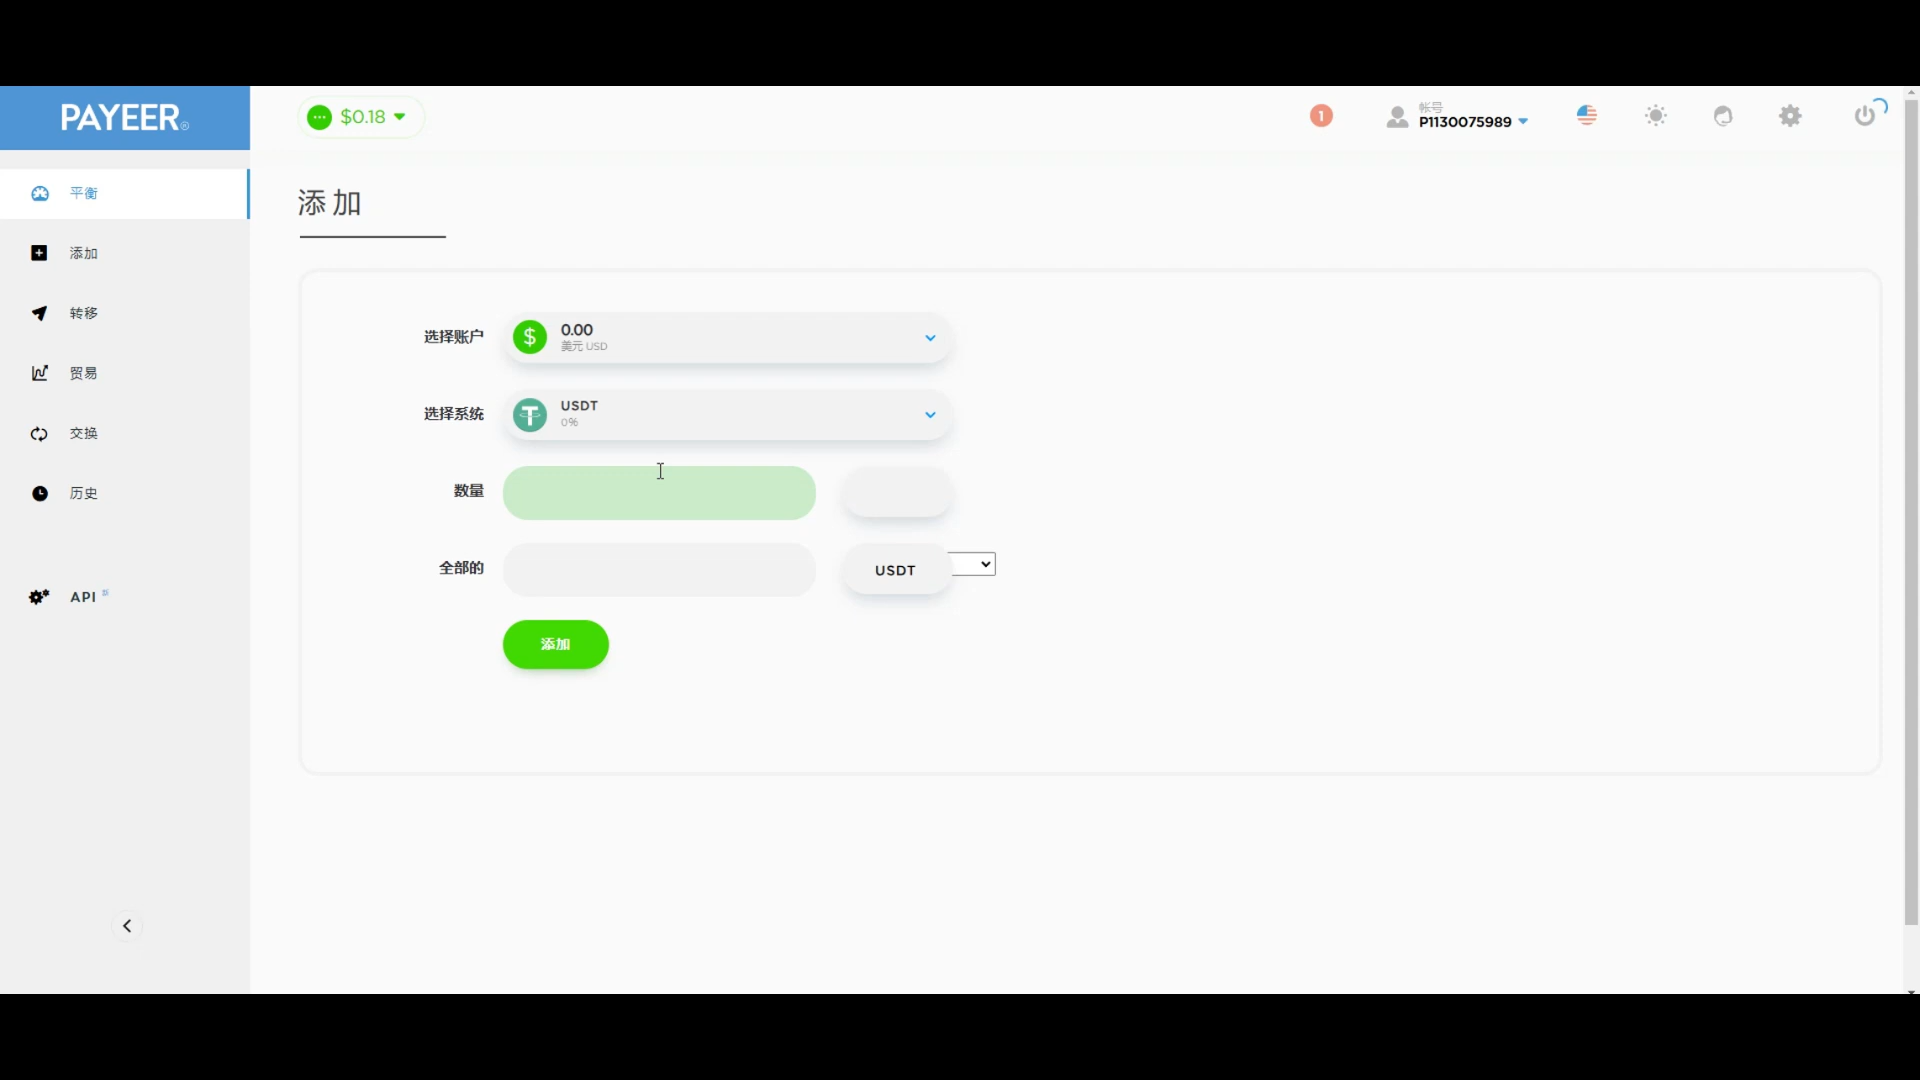 PAYEER®
$0.18
1
帐号
P1130075989
平衡
添加
转移
贸易
交换
历史
API 新
添加
选择账户
0.00
美元 USD
选择系统
USDT
0%
数量
全部的
USDT
添加